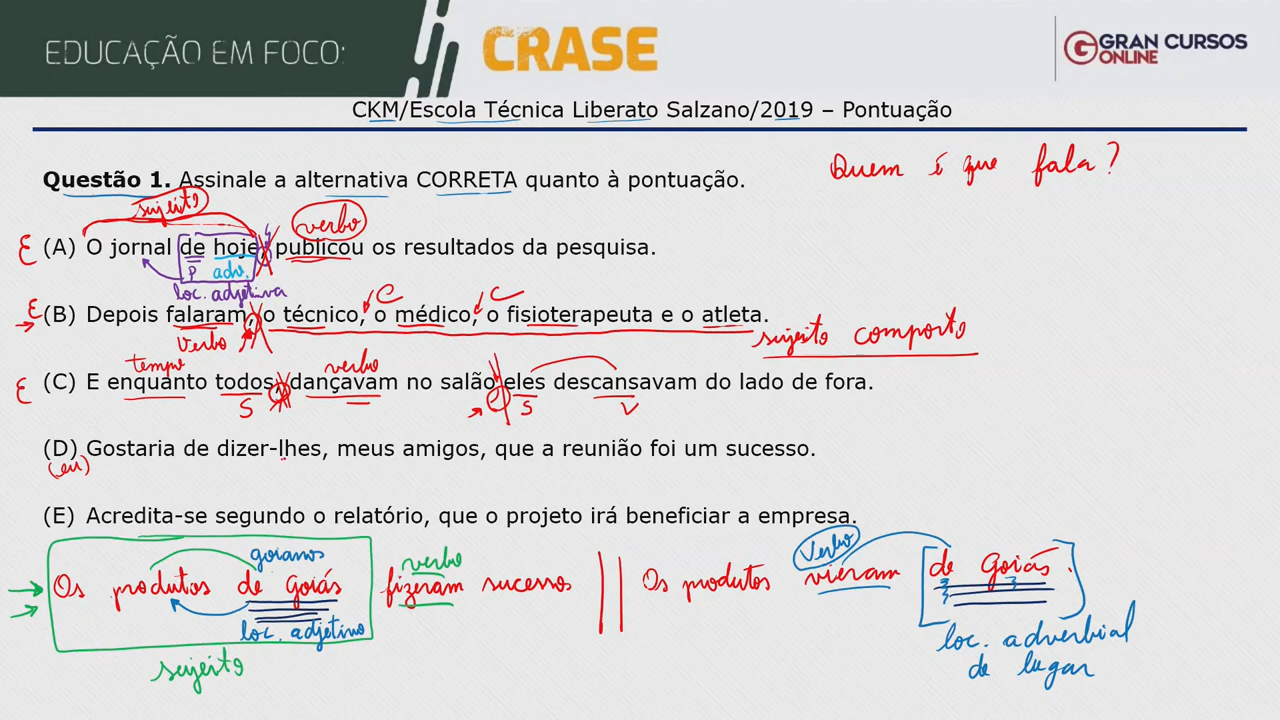 EDUCAÇÃO EM FOCO:
CRASE
GRAN CURSOS
ONLINE
CKM/Escola Técnica Liberato Salzano/2019 – Pontuação
Quem é que fala?
Questão 1. Assinale a alternativa CORRETA quanto à pontuação.
sujeito
verbo
E (A) O jornal de hoje, publicou os resultados da pesquisa.
P adv.
loc. adjetiva
C C
E (B) Depois falaram, o técnico, o médico, o fisioterapeuta e o atleta.
verbo
sujeito composto
tempo verbo
E (C) E enquanto todos, dançavam no salão, eles descansavam do lado de fora.
S S V
(D) Gostaria de dizer-lhes, meus amigos, que a reunião foi um sucesso.
(eu)
(E) Acredita-se segundo o relatório, que o projeto irá beneficiar a empresa.
goianos verbo Verbo
Os produtos de Goiás fizeram sucesso Os produtos vieram de Goiás.
loc. adjetivo loc. adverbial
sujeito de lugar